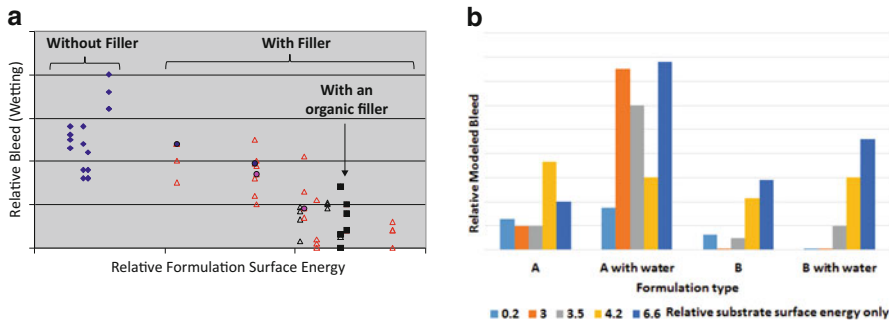 a
Without Filler
With Filler
With an
organic filler
Relative Bleed (Wetting)
Relative Formulation Surface Energy
b
Relative Modeled Bleed
A
A with water
B
B with water
Formulation type
0.2 3 3.5 4.2 6.6 Relative substrate surface energy only